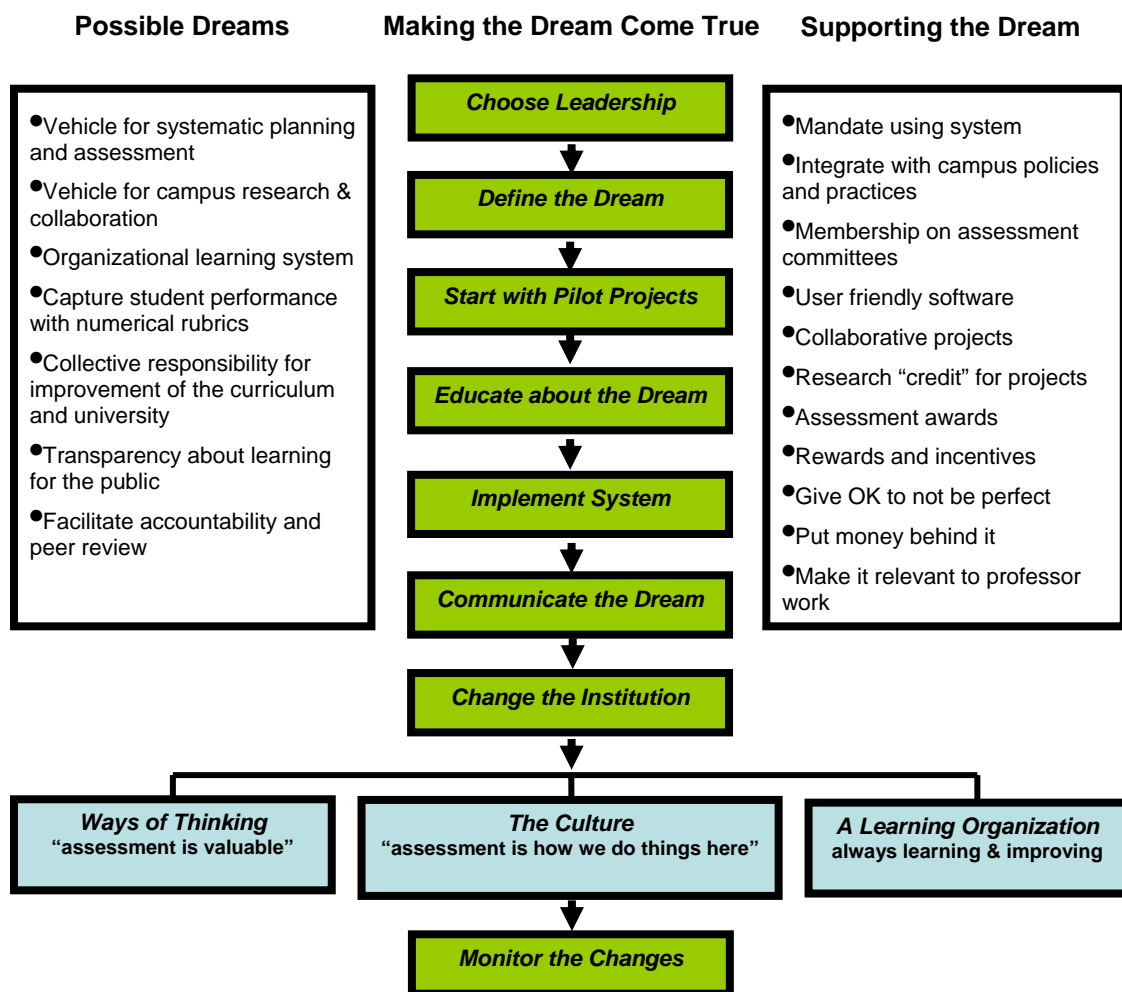 Possible Dreams
●Vehicle for systematic planning
and assessment
●Vehicle for campus research &
collaboration
●Organizational learning system
●Capture student performance
with numerical rubrics
●Collective responsibility for
improvement of the curriculum
and university
●Transparency about learning
for the public
●Facilitate accountability and
peer review
Making the Dream Come True
Choose Leadership
Define the Dream
Start with Pilot Projects
Educate about the Dream
Implement System
Communicate the Dream
Change the Institution
Supporting the Dream
●Mandate using system
●Integrate with campus policies
and practices
●Membership on assessment
committees
●User friendly software
●Collaborative projects
●Research “credit” for projects
●Assessment awards
●Rewards and incentives
●Give OK to not be perfect
●Put money behind it
●Make it relevant to professor
work
Ways of Thinking
“assessment is valuable”
The Culture
“assessment is how we do things here”
A Learning Organization
always learning & improving
Monitor the Changes